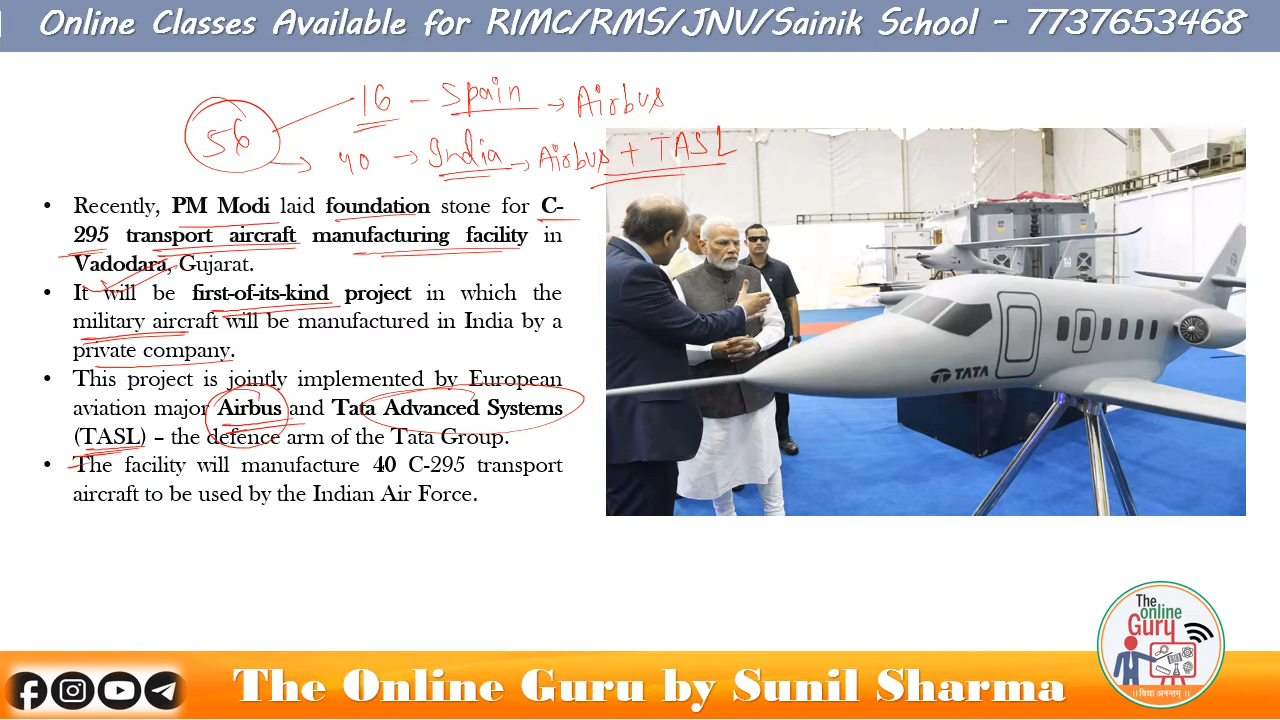 Online Classes Available for RIMC/RMS/JNV/Sainik School - 7737653468
56
16 - Spain → Airbus
40 → India → Airbus + TASL
• Recently, PM Modi laid foundation stone for C-
295 transport aircraft manufacturing facility in
Vadodara, Gujarat.
• It will be first-of-its-kind project in which the
military aircraft will be manufactured in India by a
private company.
• This project is jointly implemented by European
aviation major Airbus and Tata Advanced Systems
(TASL) – the defence arm of the Tata Group.
• The facility will manufacture 40 C-295 transport
aircraft to be used by the Indian Air Force.
TATA
The
online
Gury
॥विद्या अनन्तम्॥
The Online Guru by Sunil Sharma